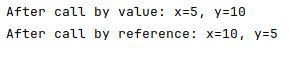 After call by value: x=5, y=10
After call by reference: x=10, y=5